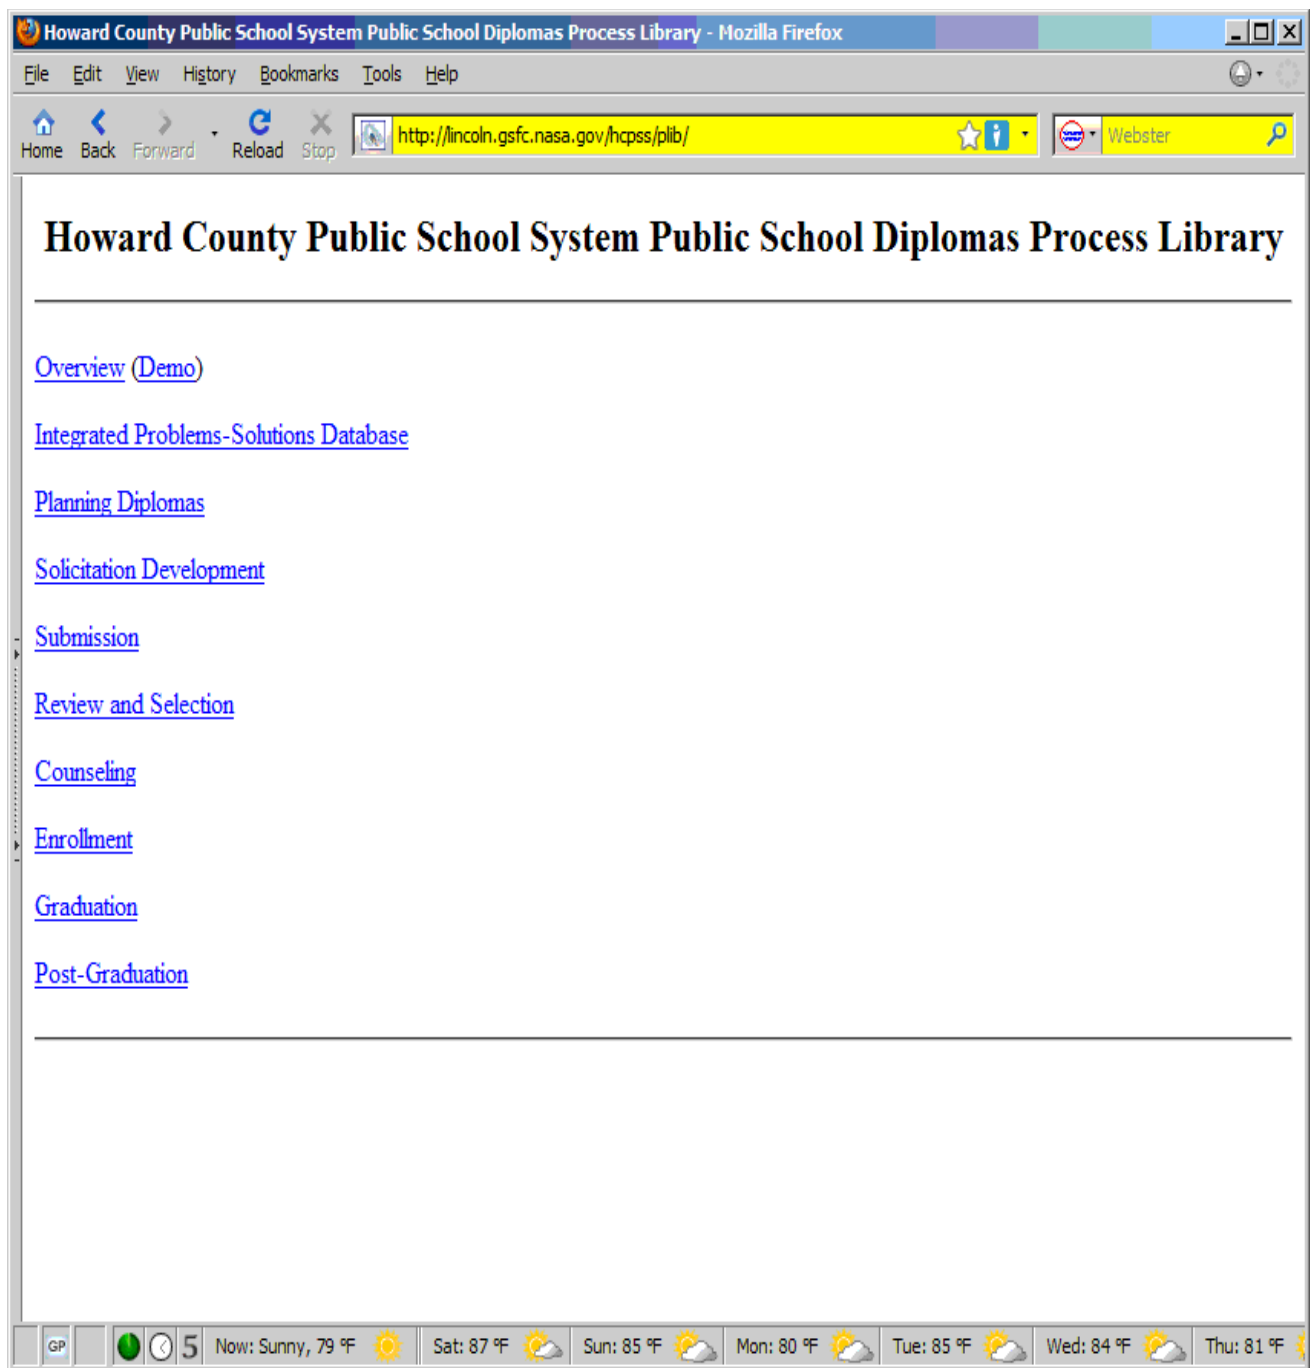 Howard County Public School System Public School Diplomas Process Library - Mozilla Firefox
File Edit View History Bookmarks Tools Help
Home Back Forward Reload Stop http://lincoln.gsfc.nasa.gov/hcpss/plib/ Webster
Howard County Public School System Public School Diplomas Process Library
Overview (Demo)
Integrated Problems-Solutions Database
Planning Diplomas
Solicitation Development
Submission
Review and Selection
Counseling
Enrollment
Graduation
Post-Graduation
GP 5 Now: Sunny, 79 °F Sat: 87 °F Sun: 85 °F Mon: 80 °F Tue: 85 °F Wed: 84 °F Thu: 81 °F